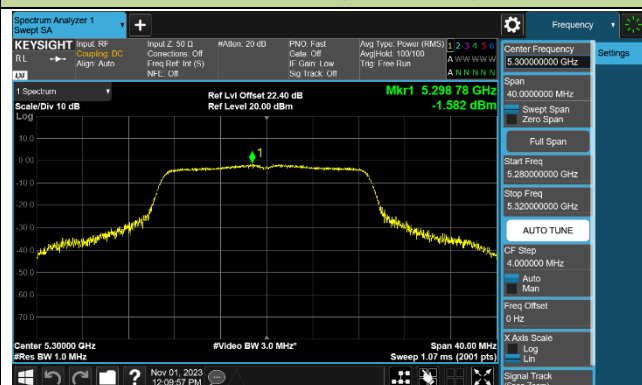 Spectrum Analyzer 1
Swept SA
Frequency
KEYSIGHT
RL
LXI
Input: RF
Coupling: DC
Align: Auto
Input Z: 50 Ω
Corrections: Off
Freq Ref: Int (S)
NFE: Off
#Atten: 20 dB
PNO: Fast
Gate: Off
IF Gain: Low
Sig Track: Off
Avg Type: Power (RMS)
Avg|Hold: 100/100
Trig: Free Run
1 2 3 4 5 6
A W W W W W
A N N N N N
Center Frequency
5.300000000 GHz
Settings
Span
40.0000000 MHz
Swept Span
Zero Span
Full Span
Start Freq
5.280000000 GHz
Stop Freq
5.320000000 GHz
AUTO TUNE
CF Step
4.000000 MHz
Auto
Man
Freq Offset
0 Hz
X Axis Scale
Log
Lin
Signal Track
1 Spectrum
Scale/Div 10 dB
Log
Ref Lvl Offset 22.40 dB
Ref Level 20.00 dBm
Mkr1 5.298 78 GHz
-1.582 dBm
10.0
0.00
-10.0
-20.0
-30.0
-40.0
-50.0
-60.0
-70.0
1
Center 5.30000 GHz
#Res BW 1.0 MHz
#Video BW 3.0 MHz*
Span 40.00 MHz
Sweep 1.07 ms (2001 pts)
?
Nov 01, 2023
12:09:57 PM